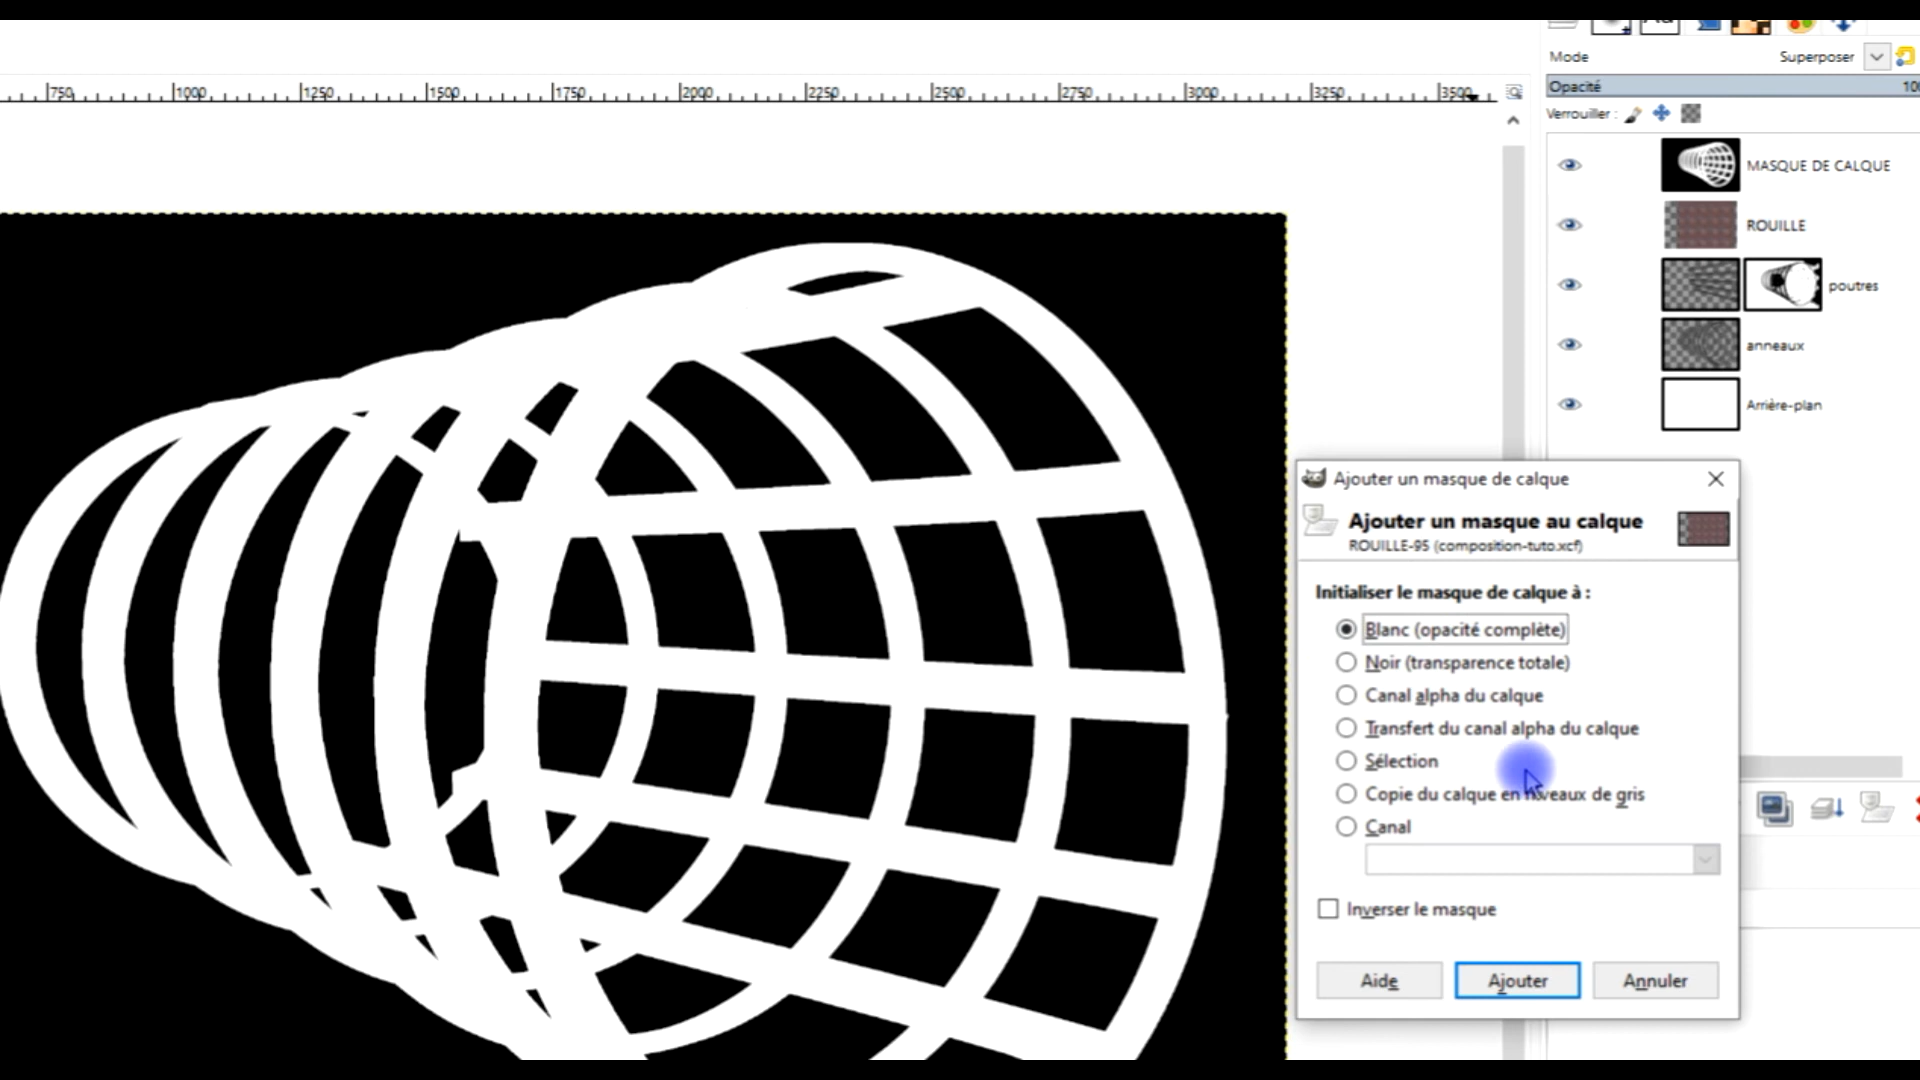 Mode Superposer
750 1000 1250 1500 1750 2000 2250 2500 2750 3000 3250 3500
Opacité 100
Verrouiller :
MASQUE DE CALQUE
ROUILLE
poutres
anneaux
Arrière-plan
Ajouter un masque de calque
Ajouter un masque au calque
ROUILLE-95 (composition-tuto.xcf)
Initialiser le masque de calque à :
Blanc (opacité complète)
Noir (transparence totale)
Canal alpha du calque
Transfert du canal alpha du calque
Sélection
Copie du calque en niveaux de gris
Canal
Inverser le masque
Aide Ajouter Annuler